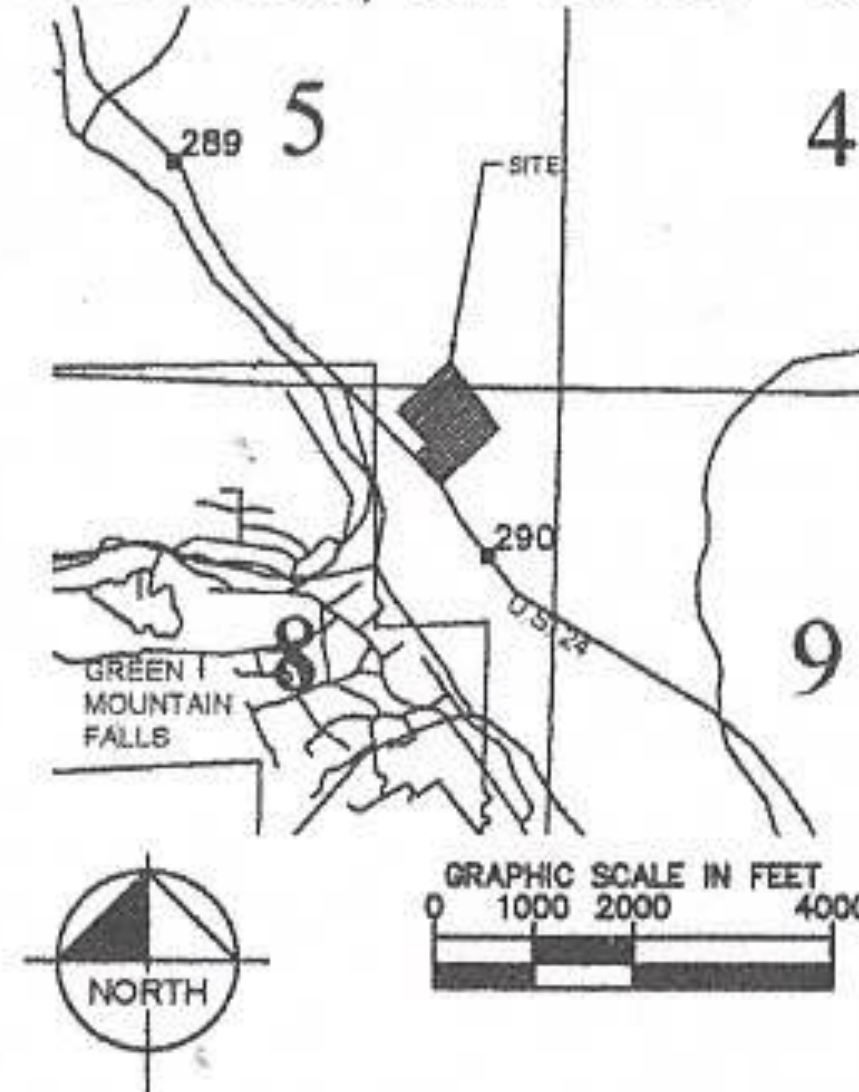 5
4
289
SITE
290
U.S. 24
8
9
GREEN
MOUNTAIN
FALLS
NORTH
GRAPHIC SCALE IN FEET
0 1000 2000 4000